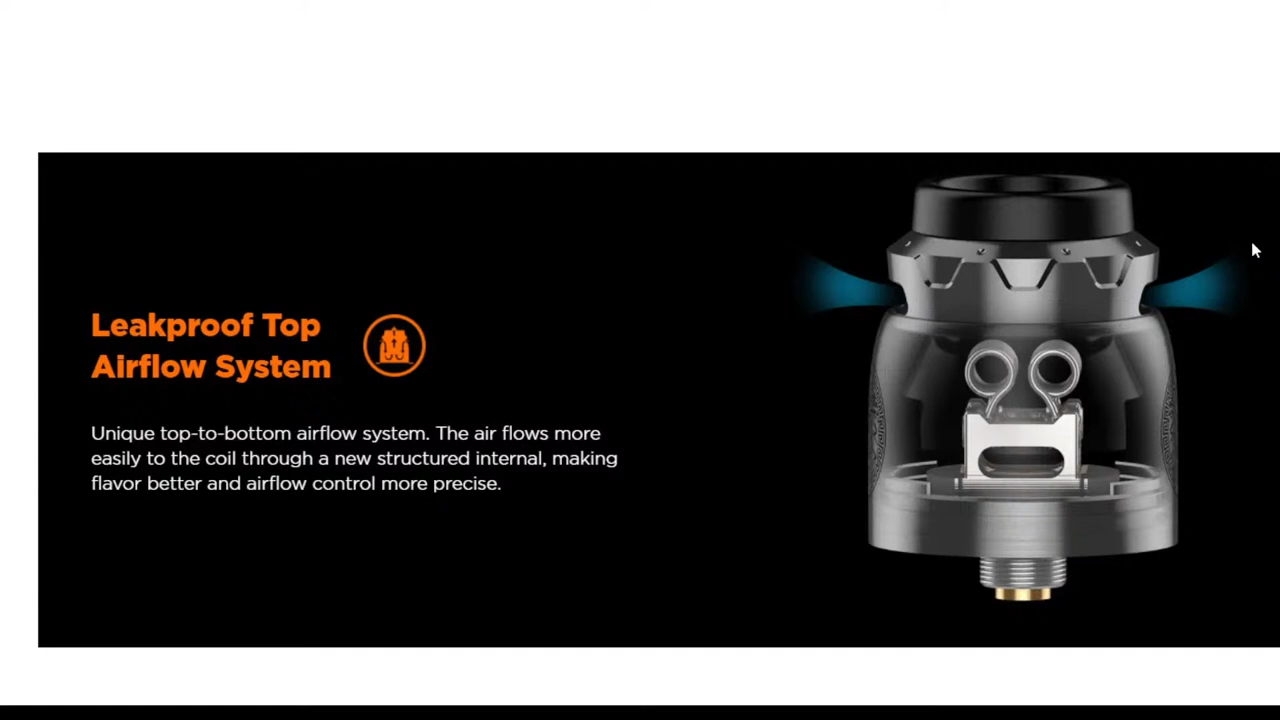 Leakproof Top
Airflow System
Unique top-to-bottom airflow system. The air flows more
easily to the coil through a new structured internal, making
flavor better and airflow control more precise.